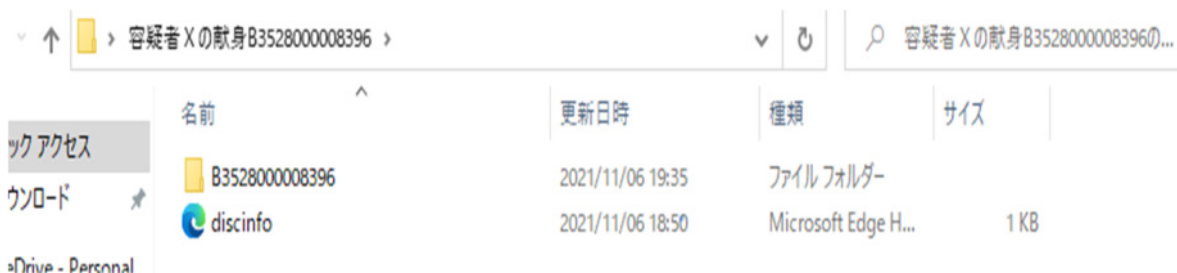 容疑者Xの献身B3528000008396
容疑者Xの献身B3528000008396の...
名前 更新日時 種類 サイズ
ック アクセス
B3528000008396 2021/11/06 19:35 ファイル フォルダー
ウンロード
discinfo 2021/11/06 18:50 Microsoft Edge H... 1 KB
eDrive - Personal